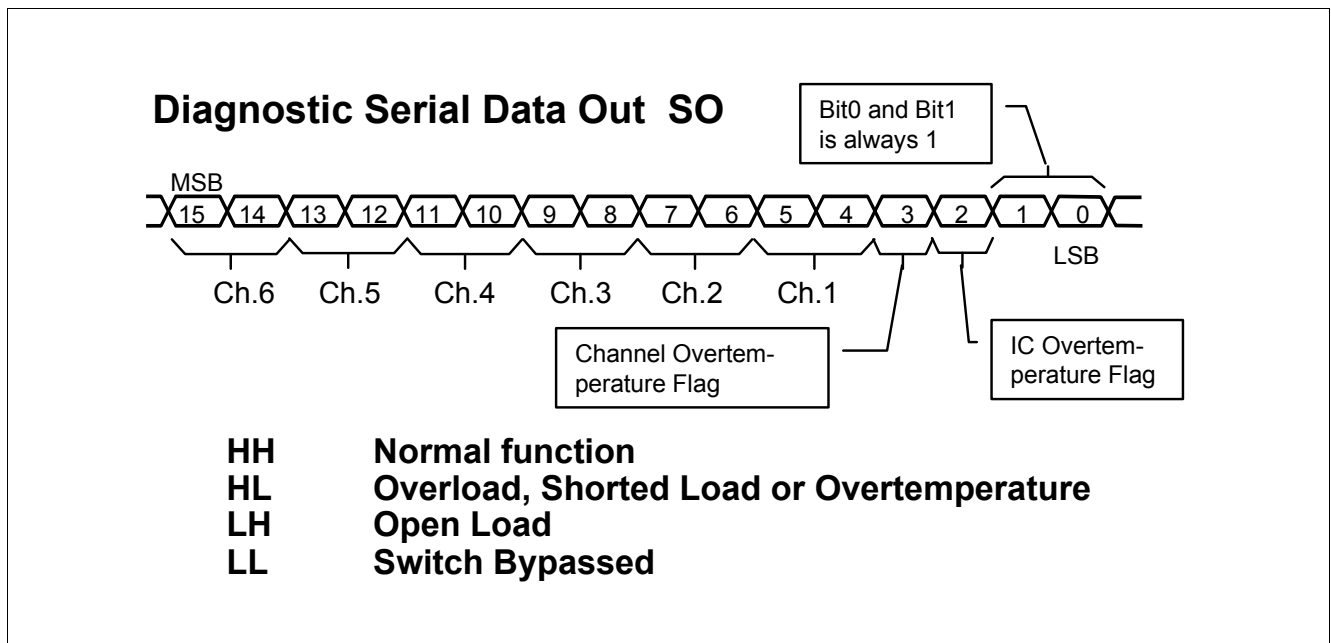 Diagnostic Serial Data Out SO
Bit0 and Bit1
is always 1
MSB
15 14 13 12 11 10 9 8 7 6 5 4 3 2 1 0
LSB
Ch.6 Ch.5 Ch.4 Ch.3 Ch.2 Ch.1
Channel Overtem-
perature Flag
IC Overtem-
perature Flag
HH Normal function
HL Overload, Shorted Load or Overtemperature
LH Open Load
LL Switch Bypassed